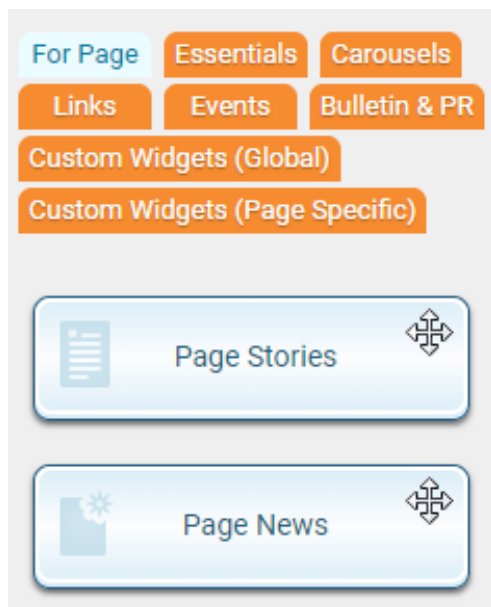 For Page Essentials Carousels
Links Events Bulletin & PR
Custom Widgets (Global)
Custom Widgets (Page Specific)
Page Stories
Page News